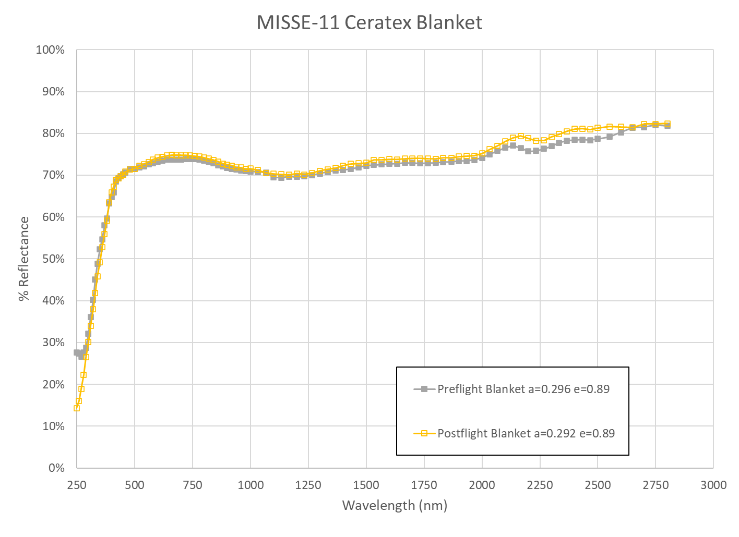 MISSE-11 Ceratex Blanket
100%
90%
80%
70%
60%
50%
40%
30%
20%
10%
0%
% Reflectance
Preflight Blanket a=0.296 e=0.89
Postflight Blanket a=0.292 e=0.89
250 500 750 1000 1250 1500 1750 2000 2250 2500 2750 3000
Wavelength (nm)